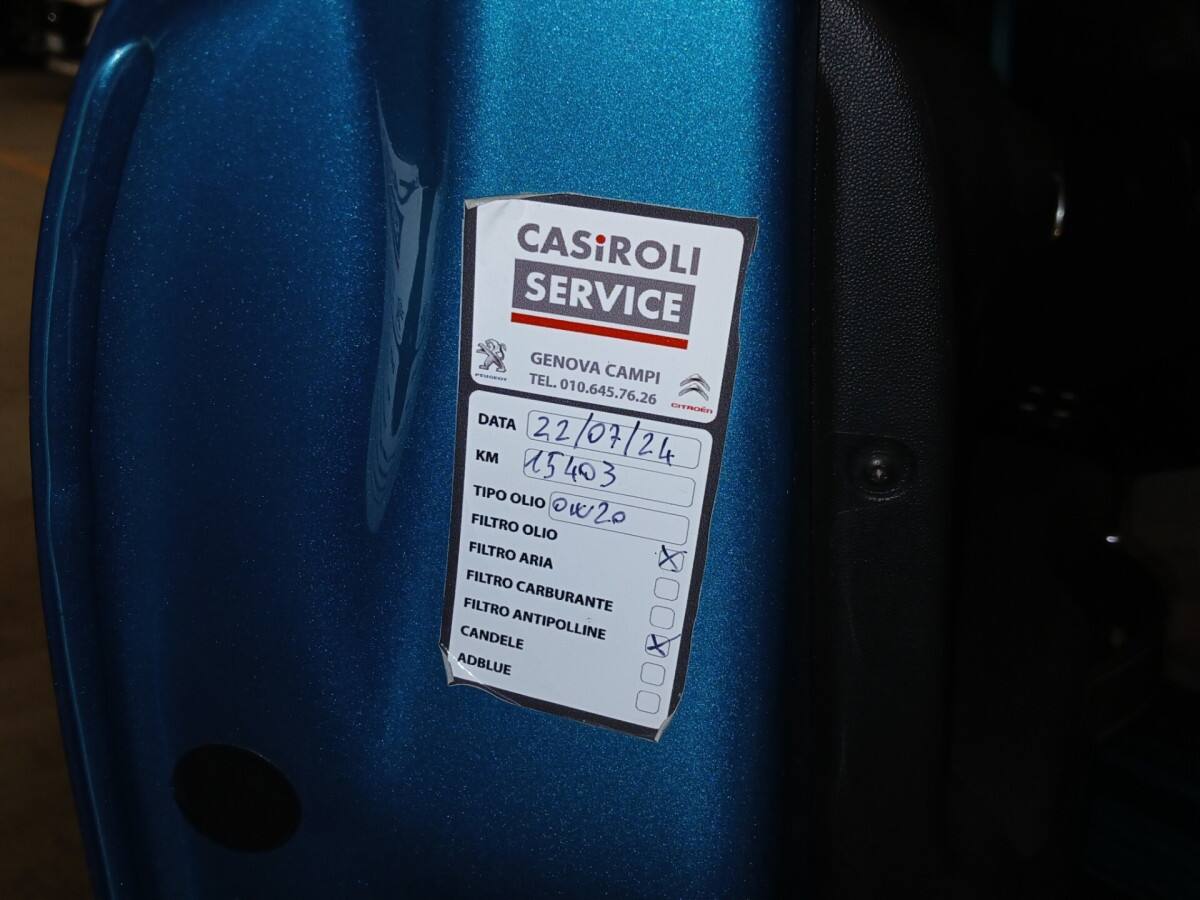 CASiROLI
SERVICE
GENOVA CAMPI
TEL. 010.645.76.26
PEUGEOT
CITROËN
DATA 22/07/24
KM 15403
TIPO OLIO 0W20
FILTRO OLIO
FILTRO ARIA
FILTRO CARBURANTE
FILTRO ANTIPOLLINE
CANDELE
ADBLUE